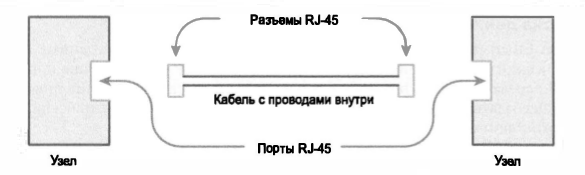 Разъемы RJ-45
Кабель с проводами внутри
Порты RJ-45
Узел
Узел